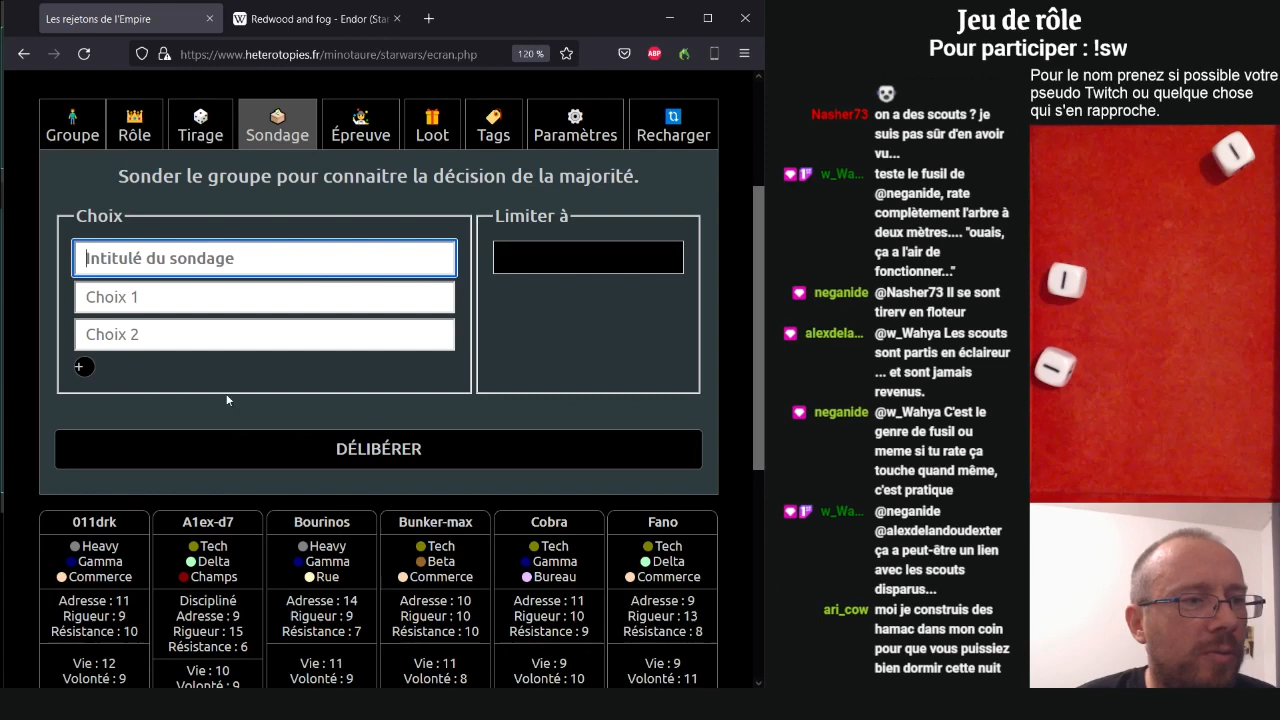 Les rejetons de l'Empire
Redwood and fog - Endor (Star
https://www.heterotopies.fr/minotaure/starwars/ecran.php
120 %
ABP
Groupe
Rôle
Tirage
Sondage
Épreuve
Loot
Tags
Paramètres
Recharger
Sonder le groupe pour connaitre la décision de la majorité.
Choix
Intitulé du sondage
Choix 1
Choix 2
+
Limiter à
DÉLIBÉRER
011drk
Heavy
Gamma
Commerce
Adresse : 11
Rigueur : 9
Résistance : 10
Vie : 12
Volonté : 9
A1ex-d7
Tech
Delta
Champs
Discipliné
Adresse : 9
Rigueur : 15
Résistance : 6
Vie : 10
Volonté : 9
Bourinos
Heavy
Gamma
Rue
Adresse : 14
Rigueur : 9
Résistance : 7
Vie : 11
Volonté : 9
Bunker-max
Tech
Beta
Commerce
Adresse : 10
Rigueur : 10
Résistance : 10
Vie : 11
Volonté : 8
Cobra
Tech
Gamma
Bureau
Adresse : 11
Rigueur : 10
Résistance : 9
Vie : 9
Volonté : 10
Fano
Tech
Delta
Commerce
Adresse : 9
Rigueur : 13
Résistance : 8
Vie : 9
Volonté : 11
Jeu de rôle
Pour participer : !sw
Pour le nom prenez si possible votre
pseudo Twitch ou quelque chose
qui s'en rapproche.
Nasher73 on a des scouts ? je
suis pas sûr d'en avoir
vu...
w_Wa... teste le fusil de
@neganide, rate
complètement l'arbre à
deux mètres.... "ouais,
ça a l'air de
fonctionner..."
neganide @Nasher73 Il se sont
tirerv en floteur
alexdela... @w_Wahya Les scouts
sont partis en éclaireur
... et sont jamais
revenus.
neganide @w_Wahya C'est le
genre de fusil ou
meme si tu rate ça
touche quand même,
c'est pratique
w_Wa... @neganide
@alexdelandoudexter
ça a peut-être un lien
avec les scouts
disparus...
ari_cow moi je construis des
hamac dans mon coin
pour que vous puissiez
bien dormir cette nuit